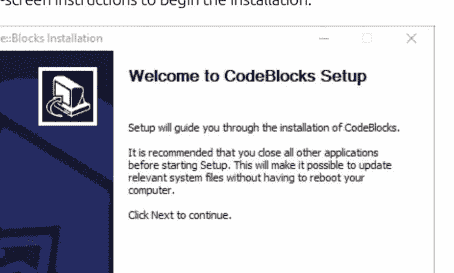 -screen instructions to begin the installation.
e::Blocks Installation
Welcome to CodeBlocks Setup
Setup will guide you through the installation of CodeBlocks.
It is recommended that you close all other applications
before starting Setup. This will make it possible to update
relevant system files without having to reboot your
computer.
Click Next to continue.